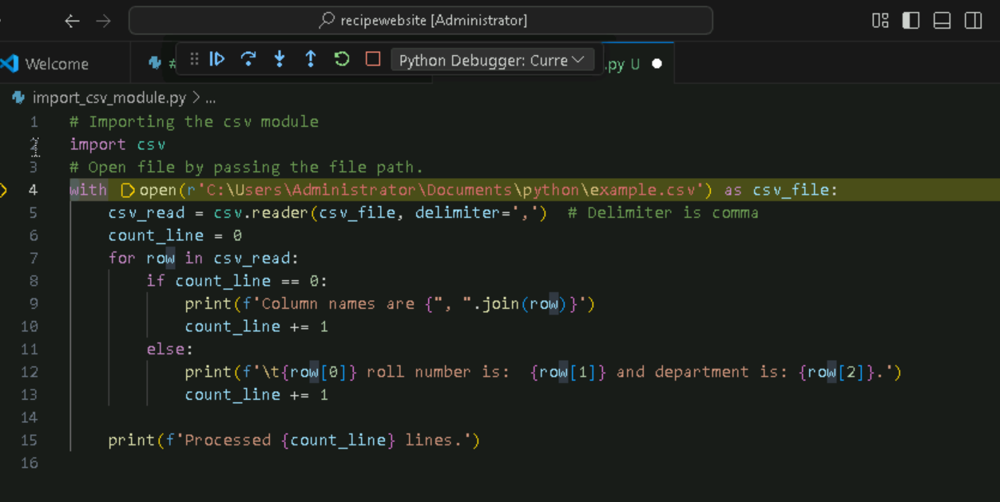 recipewebsite [Administrator]
Welcome
#
Python Debugger: Curre
.py U
import_csv_module.py > ...
1 # Importing the csv module
2 import csv
3 # Open file by passing the file path.
4 with open(r'C:\Users\Administrator\Documents\python\example.csv') as csv_file:
5 csv_read = csv.reader(csv_file, delimiter=',') # Delimiter is comma
6 count_line = 0
7 for row in csv_read:
8 if count_line == 0:
9 print(f'Column names are {", ".join(row)}')
10 count_line += 1
11 else:
12 print(f'\t{row[0]} roll number is:  {row[1]} and department is: {row[2]}.')
13 count_line += 1
14
15 print(f'Processed {count_line} lines.')
16